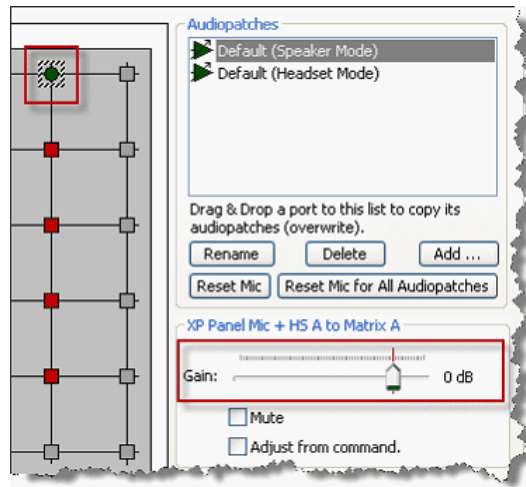 Audiopatches
Default (Speaker Mode)
Default (Headset Mode)
Drag & Drop a port to this list to copy its
audiopatches (overwrite).
Rename Delete Add ...
Reset Mic Reset Mic for All Audiopatches
XP Panel Mic + HS A to Matrix A
Gain: 0 dB
Mute
Adjust from command.